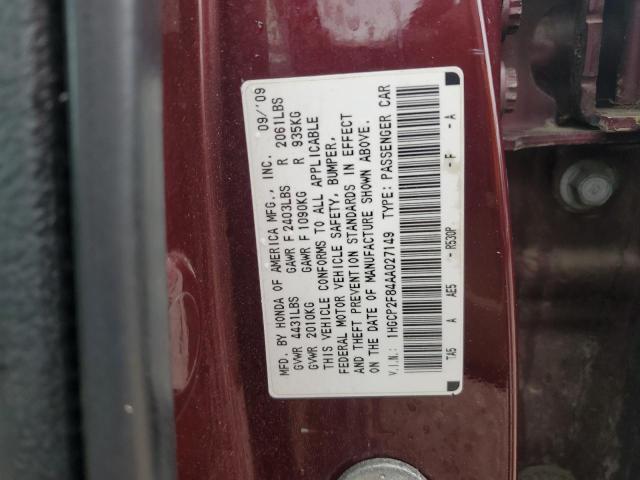 MFD. BY HONDA OF AMERICA MFG., INC. 09/'09
GVWR 4431LBS GAWR F 2403LBS R 2061LBS
GVWR 2010KG GAWR F 1090KG R 935KG
THIS VEHICLE CONFORMS TO ALL APPLICABLE
FEDERAL MOTOR VEHICLE SAFETY, BUMPER,
AND THEFT PREVENTION STANDARDS IN EFFECT
ON THE DATE OF MANUFACTURE SHOWN ABOVE.
V.I.N.: 1HGCP2F84AA027149 TYPE: PASSENGER CAR
TA5 A AE5 - R530P - F - A